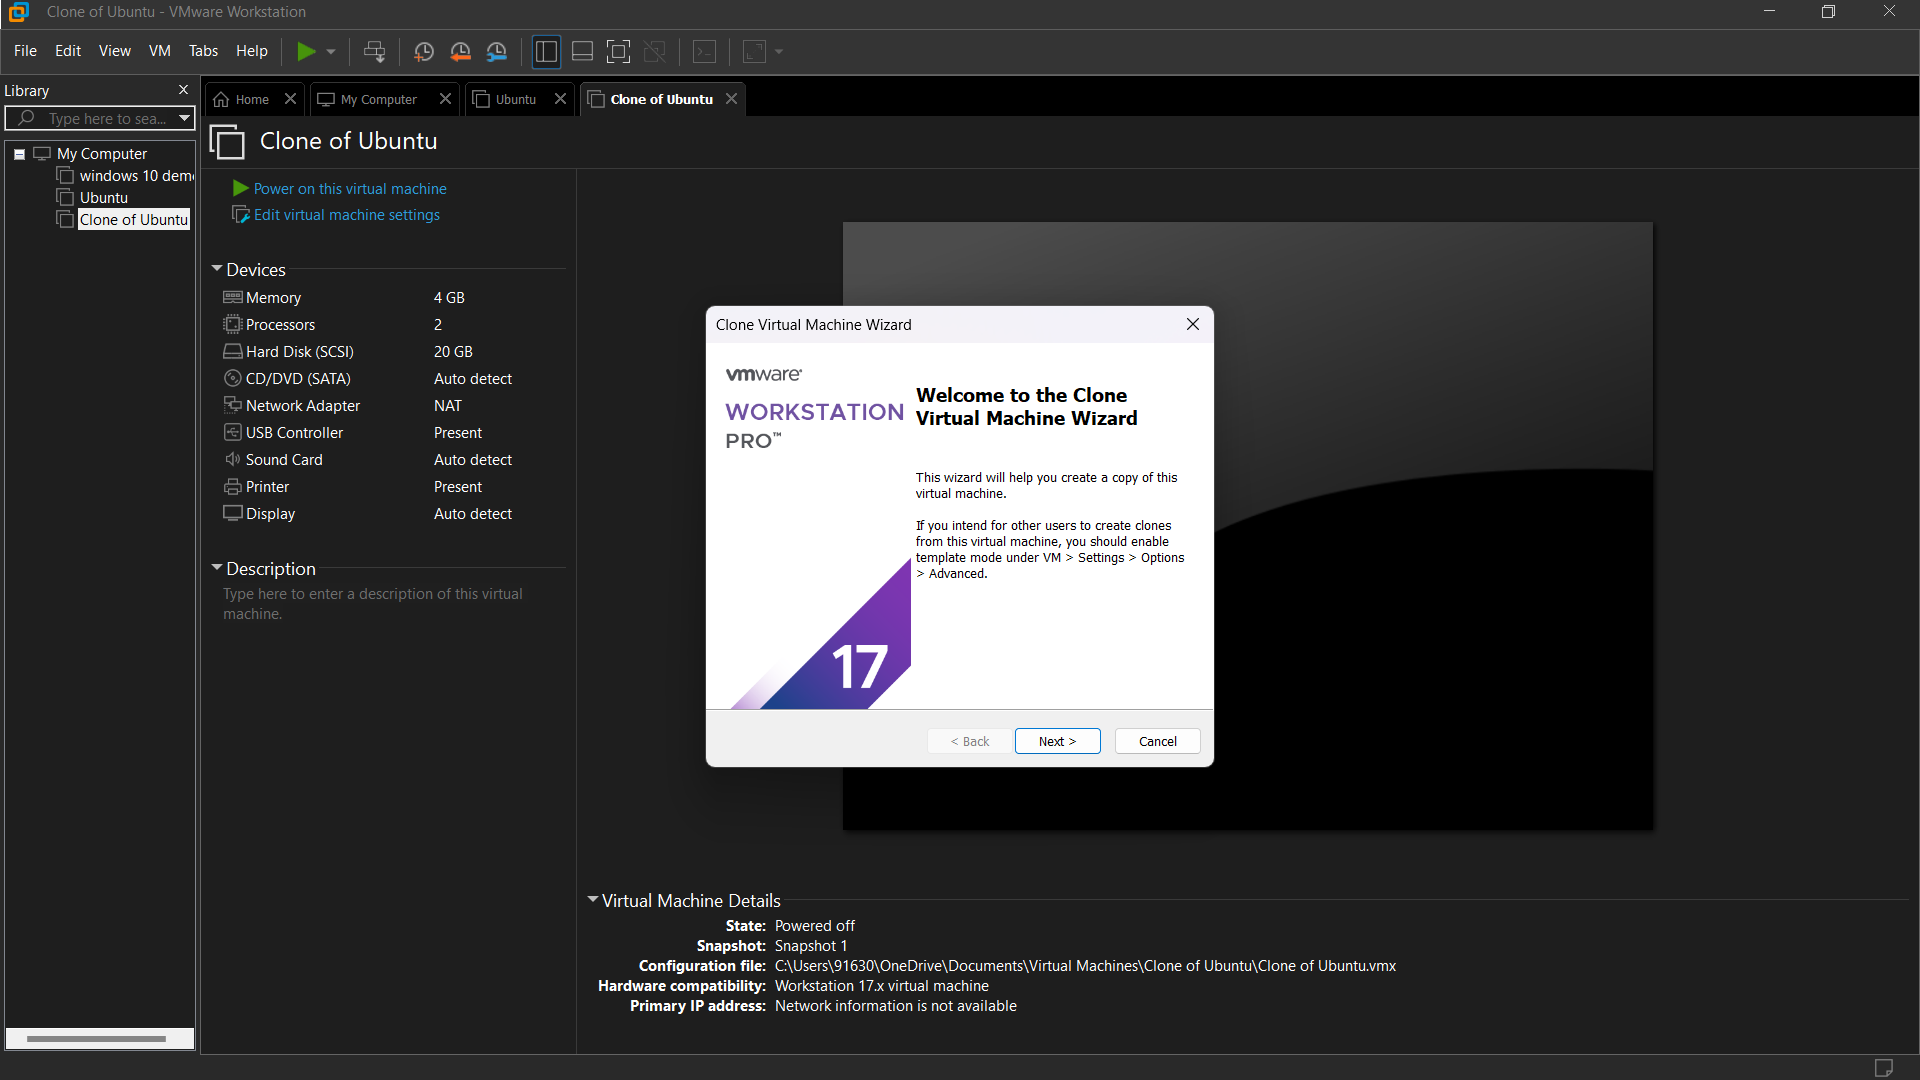 Clone of Ubuntu - VMware Workstation
File Edit View VM Tabs Help
Library
Type here to sea...
My Computer
windows 10 dem
Ubuntu
Clone of Ubuntu
Home
My Computer
Ubuntu
Clone of Ubuntu
Clone of Ubuntu
Power on this virtual machine
Edit virtual machine settings
Devices
Memory 4 GB
Processors 2
Hard Disk (SCSI) 20 GB
CD/DVD (SATA) Auto detect
Network Adapter NAT
USB Controller Present
Sound Card Auto detect
Printer Present
Display Auto detect
Description
Type here to enter a description of this virtual
machine.
Clone Virtual Machine Wizard
vmware®
WORKSTATION
PRO™
17
Welcome to the Clone
Virtual Machine Wizard
This wizard will help you create a copy of this
virtual machine.
If you intend for other users to create clones
from this virtual machine, you should enable
template mode under VM > Settings > Options
> Advanced.
< Back
Next >
Cancel
Virtual Machine Details
State: Powered off
Snapshot: Snapshot 1
Configuration file: C:\Users\91630\OneDrive\Documents\Virtual Machines\Clone of Ubuntu\Clone of Ubuntu.vmx
Hardware compatibility: Workstation 17.x virtual machine
Primary IP address: Network information is not available